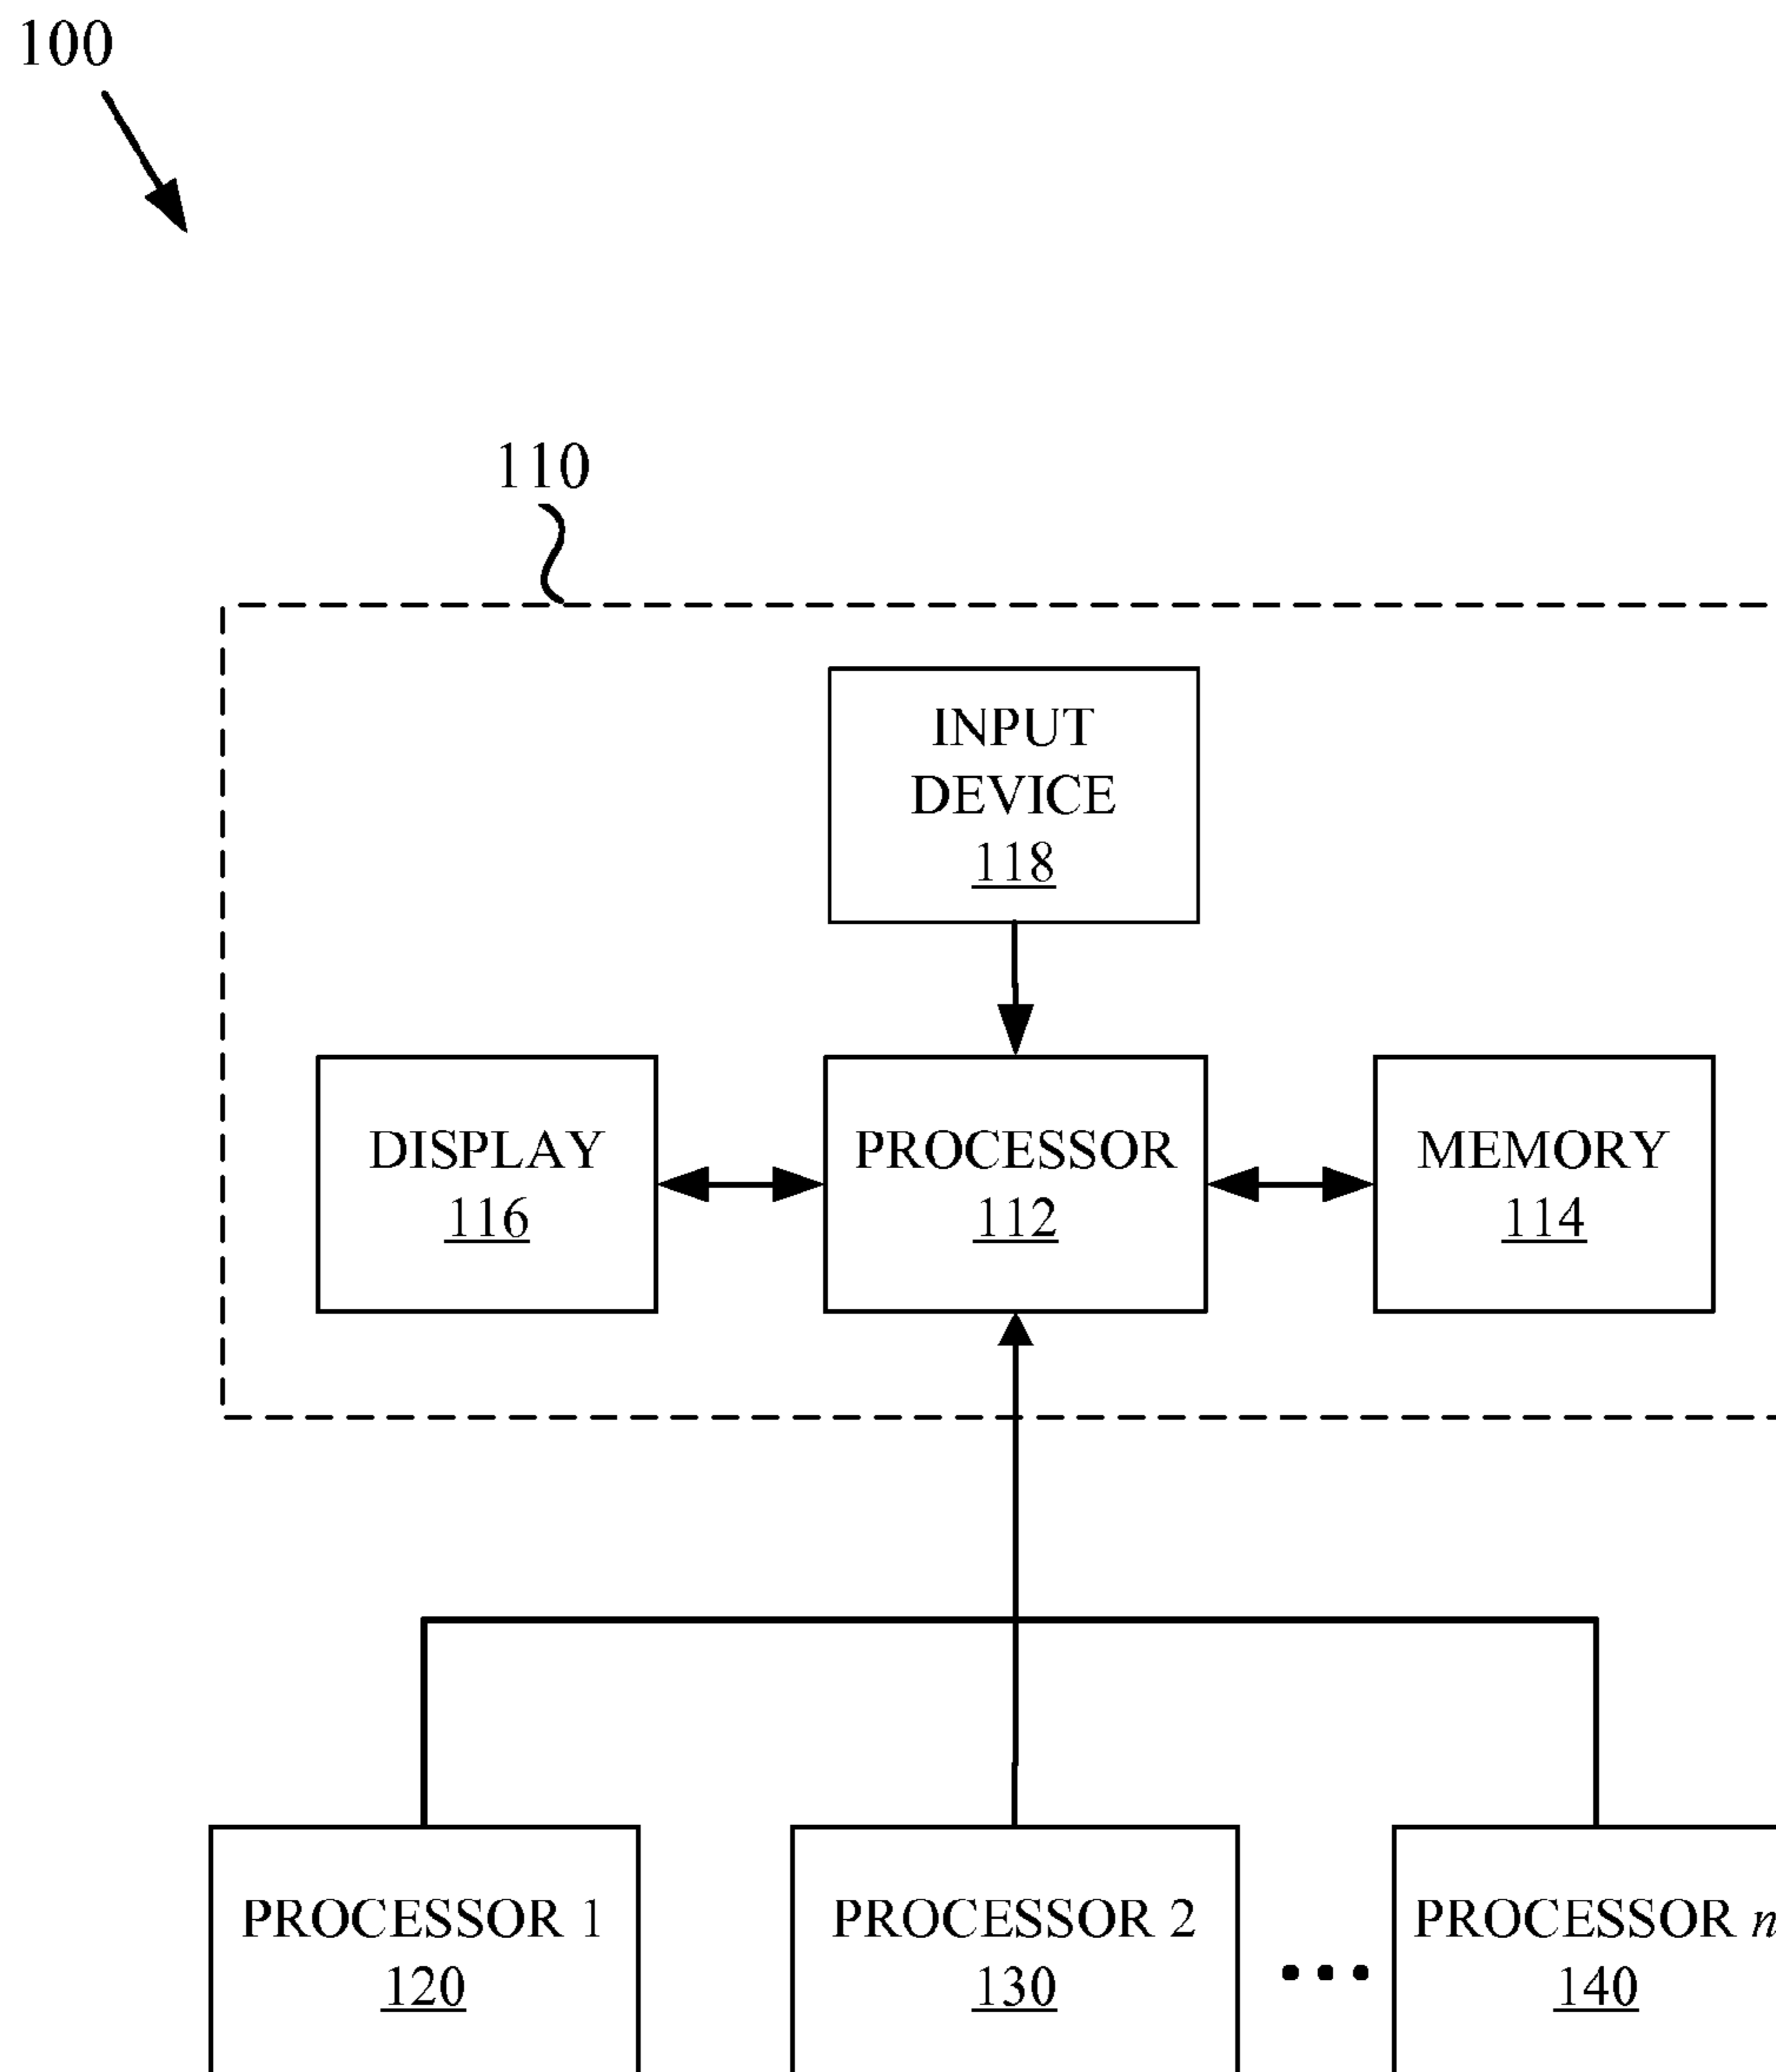 100
110
INPUT
DEVICE
118
DISPLAY
116
PROCESSOR
112
MEMORY
114
PROCESSOR 1
120
PROCESSOR 2
130
PROCESSOR n
140